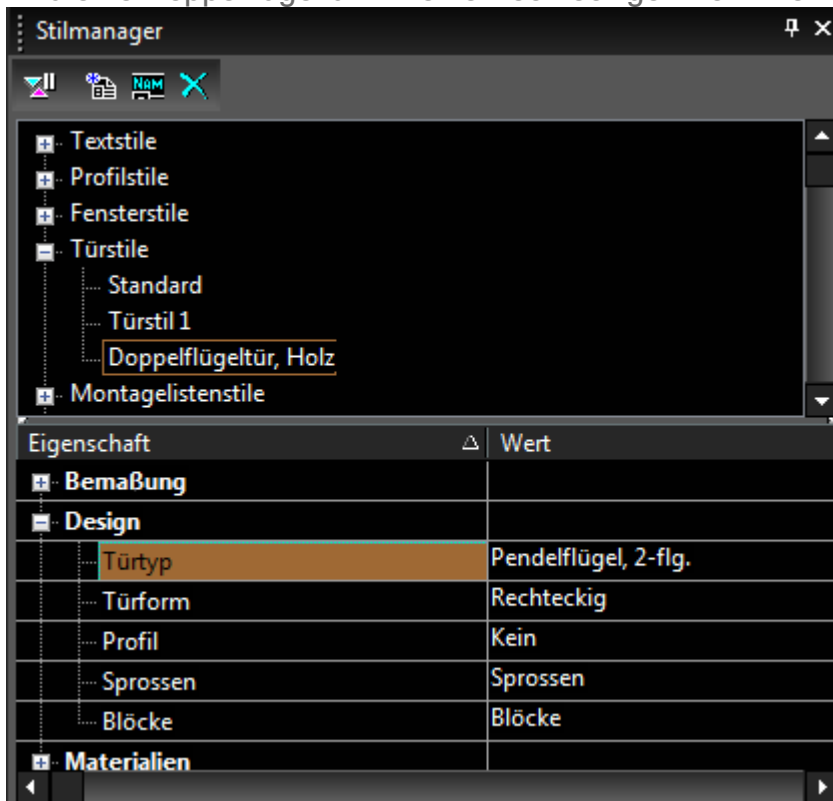 Stilmanager
NAM
Textstile
Profilstile
Fensterstile
Türstile
Standard
Türstil 1
Doppelflügeltür, Holz
Montagelistenstile
Eigenschaft Wert
Bemaßung
Design
Türtyp Pendelflügel, 2-flg.
Türform Rechteckig
Profil Kein
Sprossen Sprossen
Blöcke Blöcke
Materialien